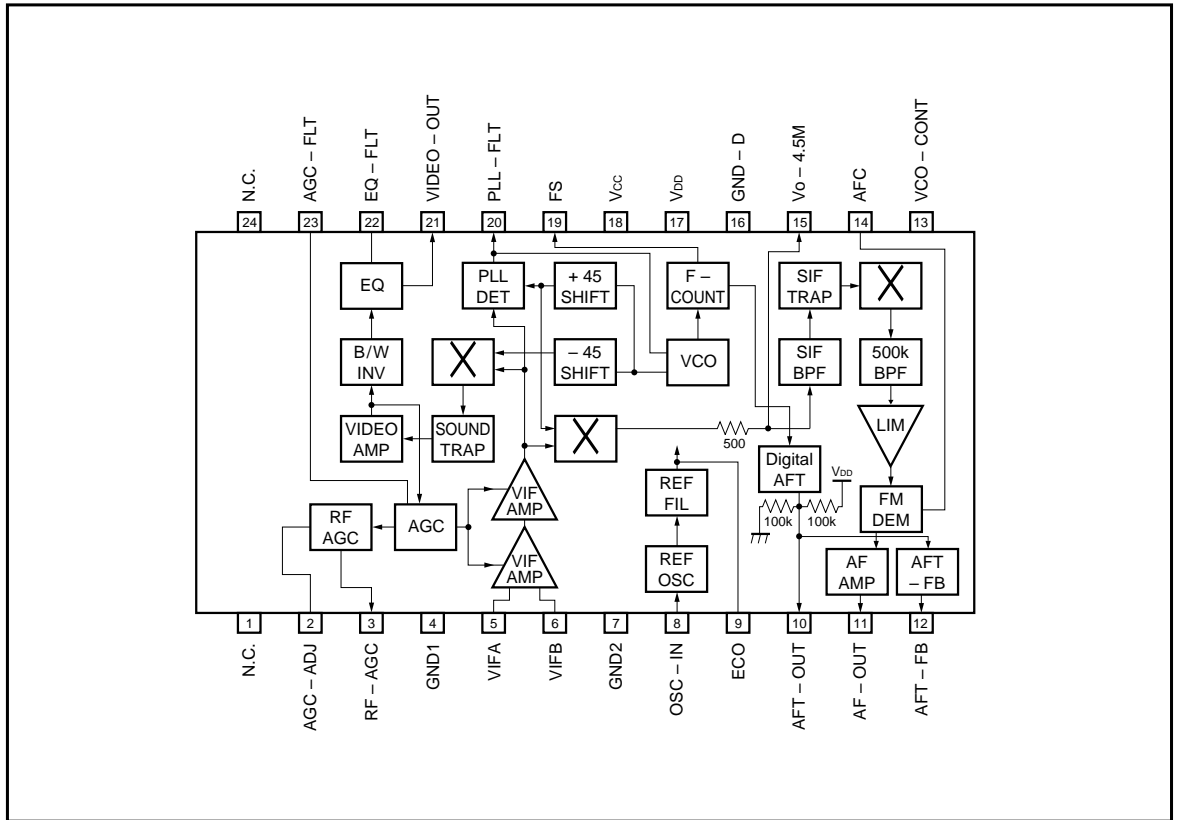 N.C.
AGC – FLT
EQ – FLT
VIDEO – OUT
PLL – FLT
FS
VCC
VDD
GND – D
Vo – 4.5M
AFC
VCO – CONT
24
23
22
21
20
19
18
17
16
15
14
13
EQ
PLL
DET
+ 45
SHIFT
F –
COUNT
SIF
TRAP
X
B/W
INV
X
– 45
SHIFT
VCO
SIF
BPF
500k
BPF
VIDEO
AMP
SOUND
TRAP
X
500
LIM
Digital
AFT
VDD
RF
AGC
AGC
VIF
AMP
REF
FIL
100k
100k
FM
DEM
VIF
AMP
REF
OSC
AF
AMP
AFT
– FB
1
2
3
4
5
6
7
8
9
10
11
12
N.C.
AGC – ADJ
RF – AGC
GND1
VIFA
VIFB
GND2
OSC – IN
ECO
AFT – OUT
AF – OUT
AFT – FB